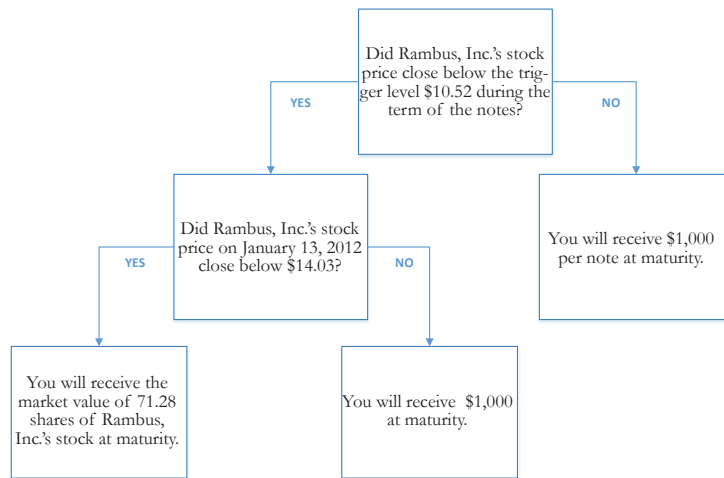 Did Rambus, Inc.'s stock
price close below the trig-
ger level $10.52 during the
term of the notes?
YES
NO
Did Rambus, Inc.'s stock
price on January 13, 2012
close below $14.03?
You will receive $1,000
per note at maturity.
YES
NO
You will receive the
market value of 71.28
shares of Rambus,
Inc.'s stock at maturity.
You will receive $1,000
at maturity.